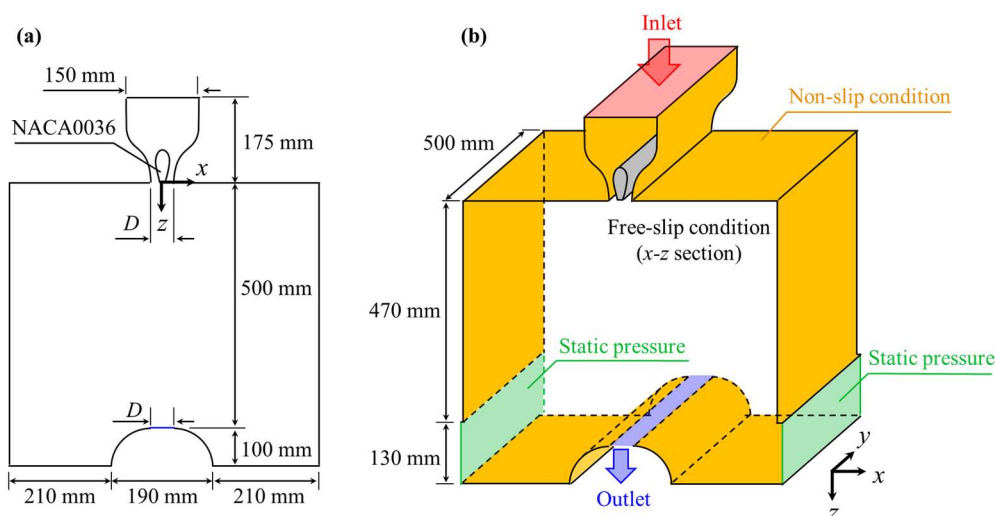 (a)
150 mm
NACA0036
175 mm
x
z
D
500 mm
D
100 mm
210 mm
190 mm
210 mm
(b)
Inlet
Non-slip condition
500 mm
Free-slip condition
(x-z section)
470 mm
Static pressure
Static pressure
130 mm
Outlet
y
x
z